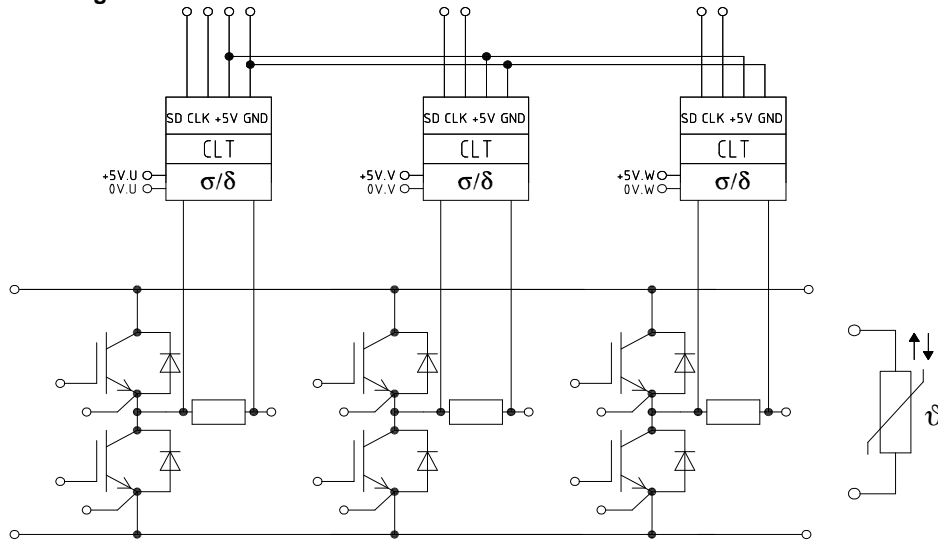 SD CLK +5V GND
CLT
+5V.U
0V.U
σ/δ
SD CLK +5V GND
CLT
+5V.V
0V.V
σ/δ
SD CLK +5V GND
CLT
+5V.W
0V.W
σ/δ
ϑ